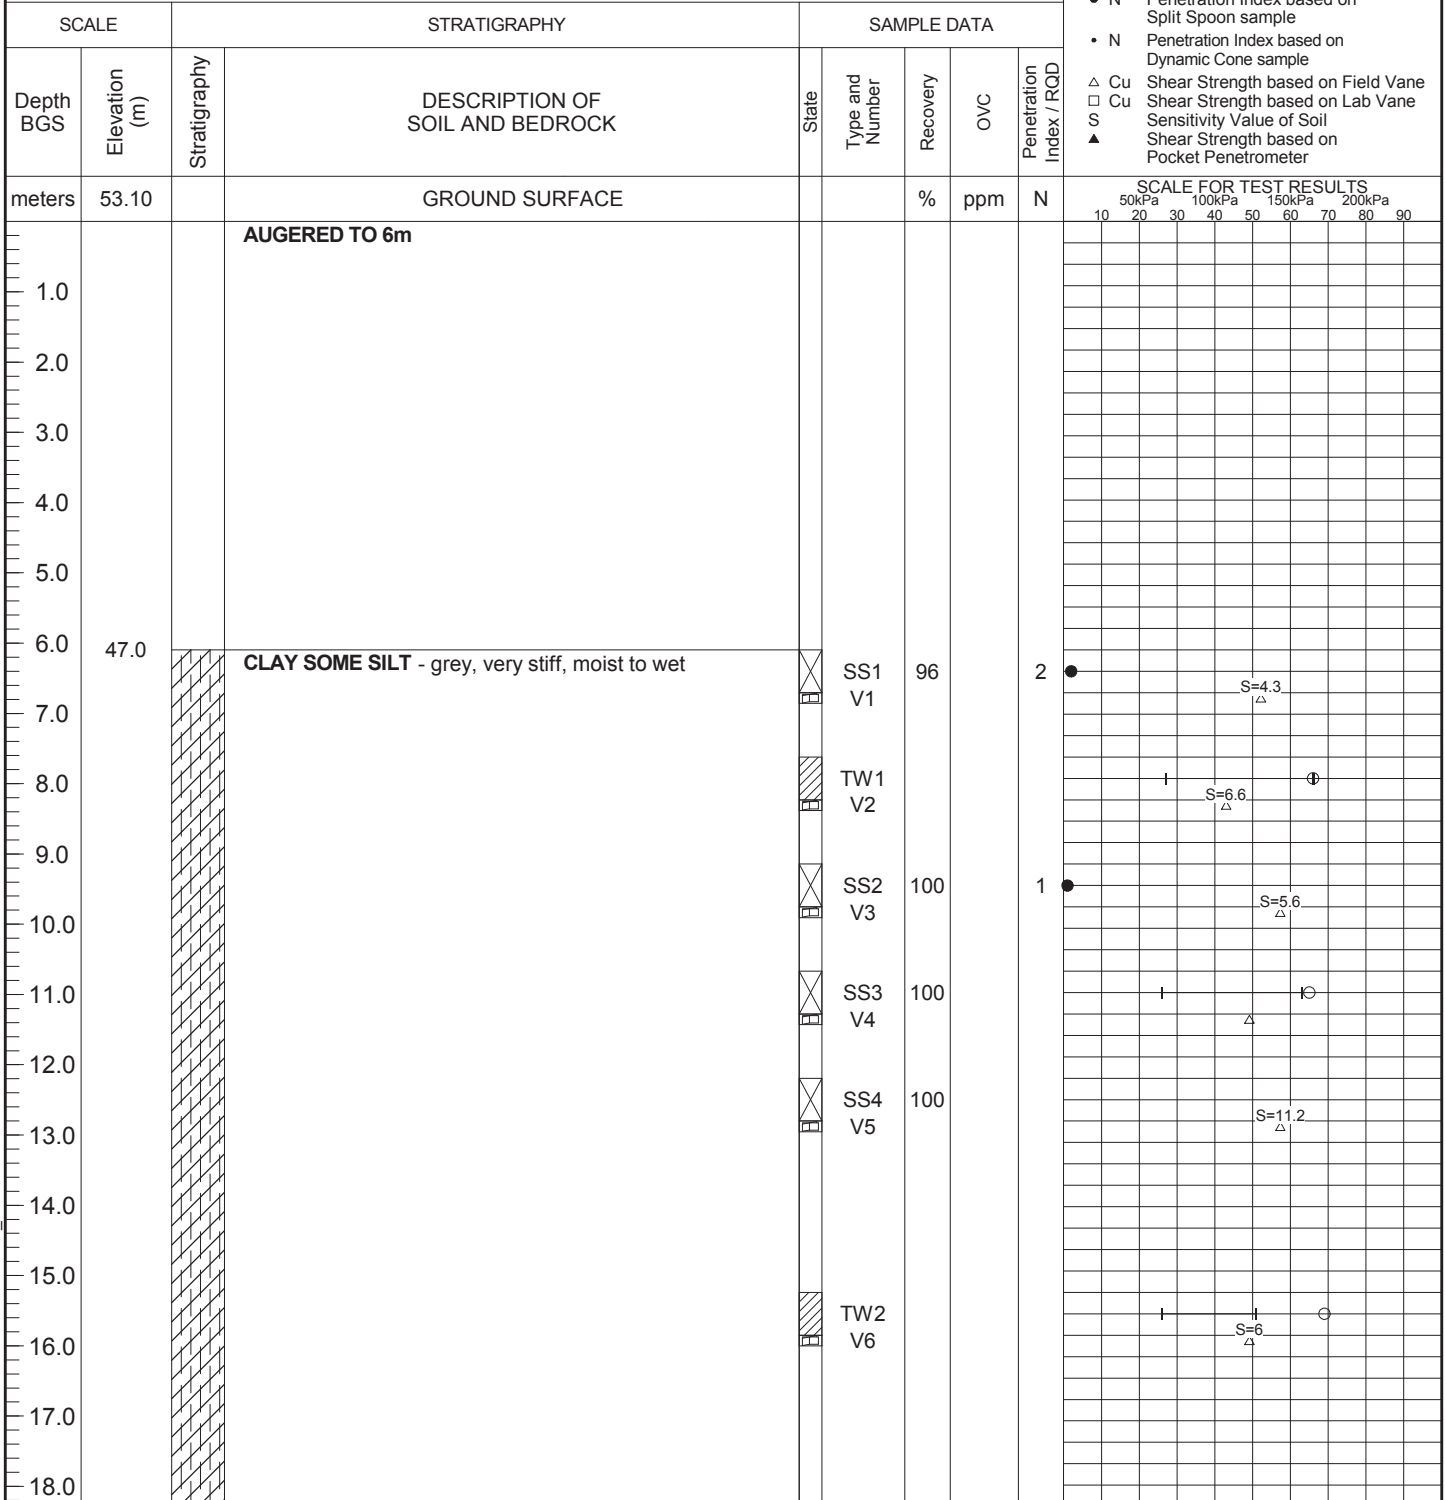 ● N Penetration Index based on
Split Spoon sample
• N Penetration Index based on
Dynamic Cone sample
△ Cu Shear Strength based on Field Vane
□ Cu Shear Strength based on Lab Vane
S Sensitivity Value of Soil
▲ Shear Strength based on
Pocket Penetrometer
SCALE
STRATIGRAPHY
SAMPLE DATA
Depth
BGS
Elevation
(m)
Stratigraphy
DESCRIPTION OF
SOIL AND BEDROCK
State
Type and
Number
Recovery
OVC
Penetration
Index / RQD
meters 53.10 GROUND SURFACE % ppm N
SCALE FOR TEST RESULTS
50kPa 100kPa 150kPa 200kPa
10 20 30 40 50 60 70 80 90
AUGERED TO 6m
1.0
2.0
3.0
4.0
5.0
6.0
47.0
CLAY SOME SILT - grey, very stiff, moist to wet
SS1 96 2
S=4.3
V1
7.0
8.0
TW1
S=6.6
V2
9.0
SS2 100 1
S=5.6
V3
10.0
11.0
SS3 100
V4
12.0
SS4 100
S=11.2
V5
13.0
14.0
15.0
TW2
S=6
V6
16.0
17.0
18.0